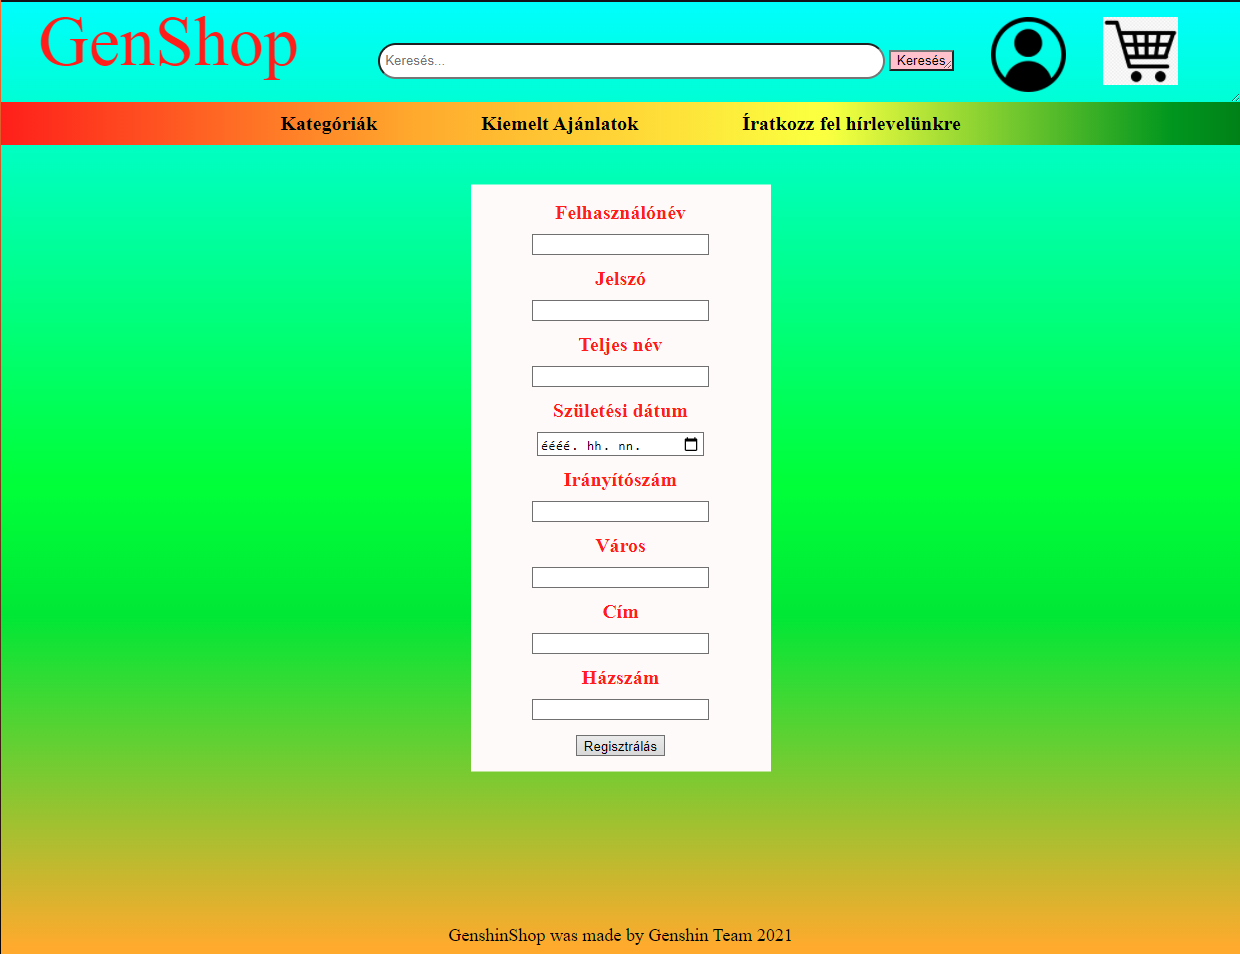 GenShop
Keresés...
Keresés
Kategóriák
Kiemelt Ajánlatok
Íratkozz fel hírlevelünkre
Felhasználónév
Jelszó
Teljes név
Születési dátum
éééé. hh. nn.
Irányítószám
Város
Cím
Házszám
Regisztrálás
GenshinShop was made by Genshin Team 2021